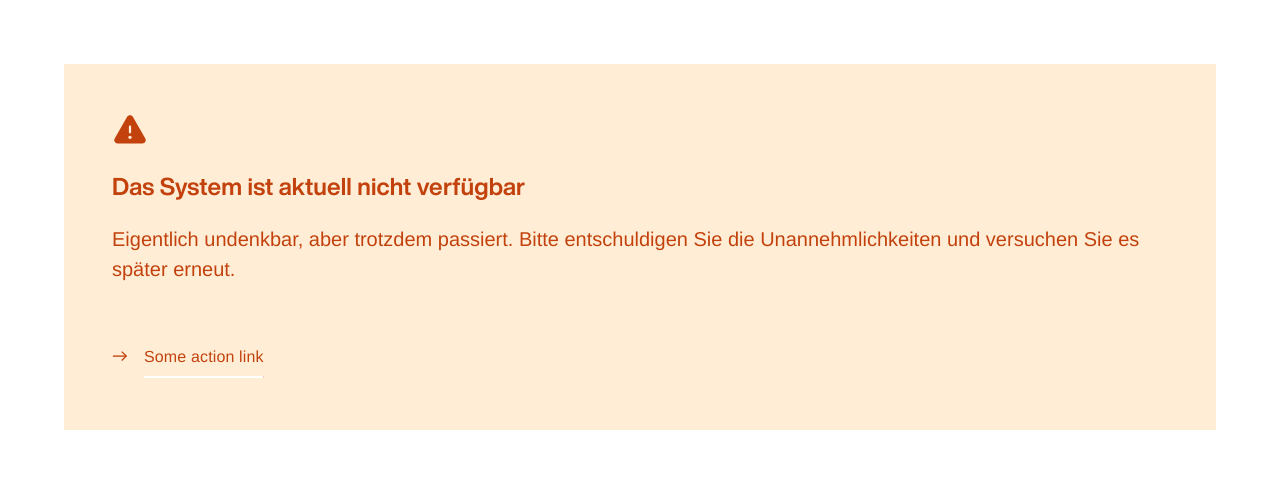 Das System ist aktuell nicht verfügbar
Eigentlich undenkbar, aber trotzdem passiert. Bitte entschuldigen Sie die Unannehmlichkeiten und versuchen Sie es
später erneut.
Some action link